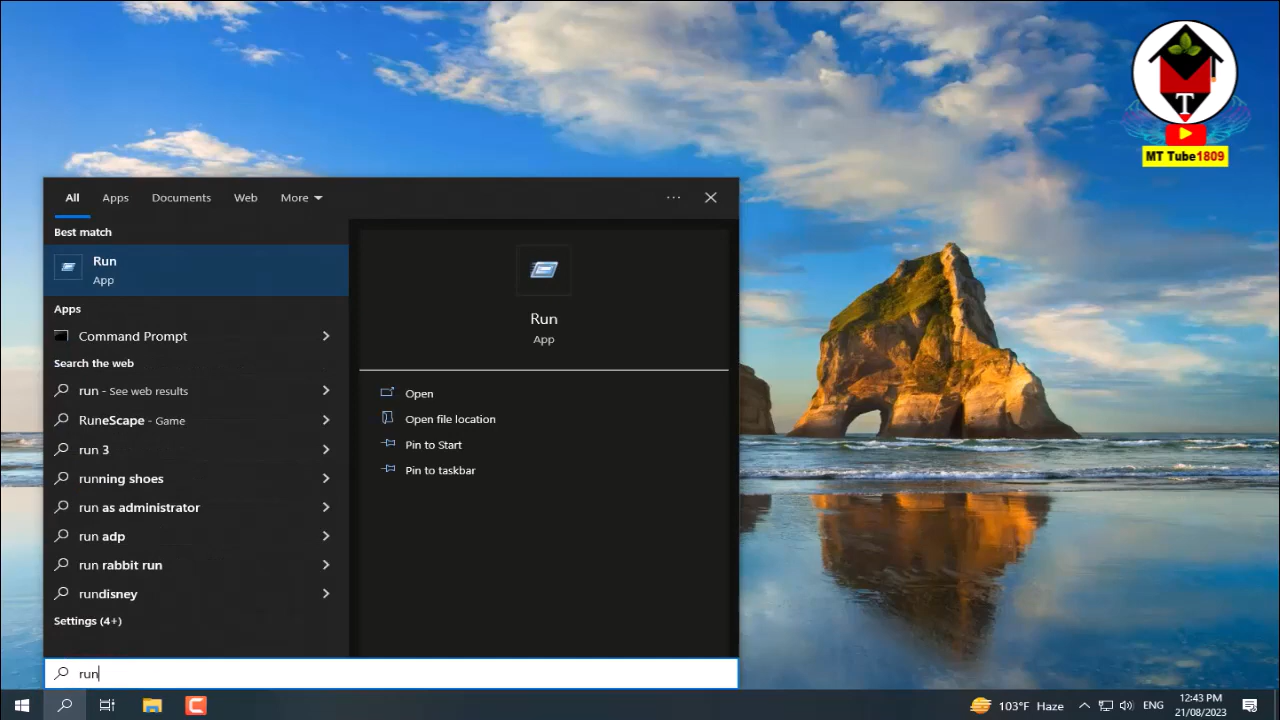 T
MT Tube1809
All Apps Documents Web More
Best match
Run
App
Apps
Command Prompt
Search the web
run - See web results
RuneScape - Game
run 3
running shoes
run as administrator
run adp
run rabbit run
rundisney
Settings (4+)
Run
App
Open
Open file location
Pin to Start
Pin to taskbar
run
103°F Haze
ENG
12:43 PM
21/08/2023